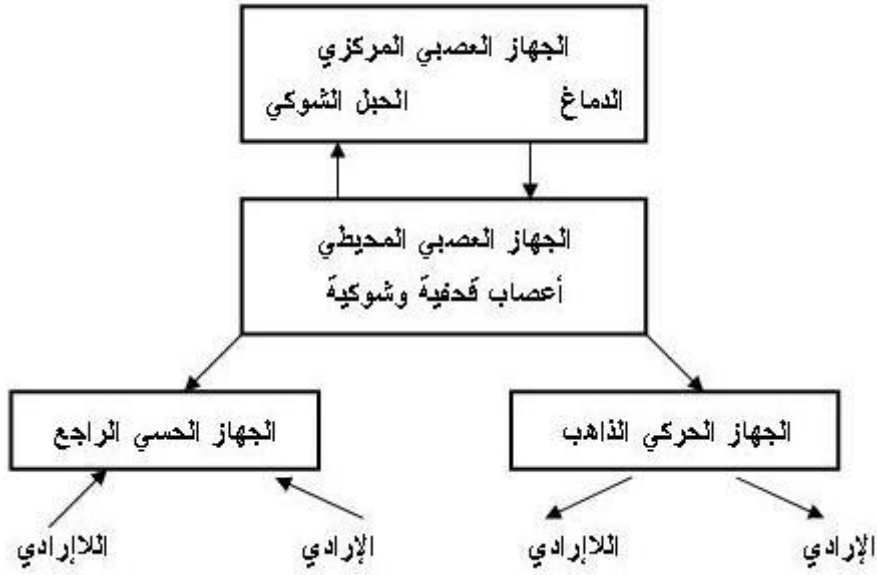 الجهاز العصبي المركزي
الدماغ الحبل الشوكي
الجهاز العصبي المحيطي
أعصاب قحفية وشوكية
الجهاز الحركي الذاهب
الجهاز الحسي الراجع
الإرادي
اللاإرادي
الإرادي
اللاإرادي